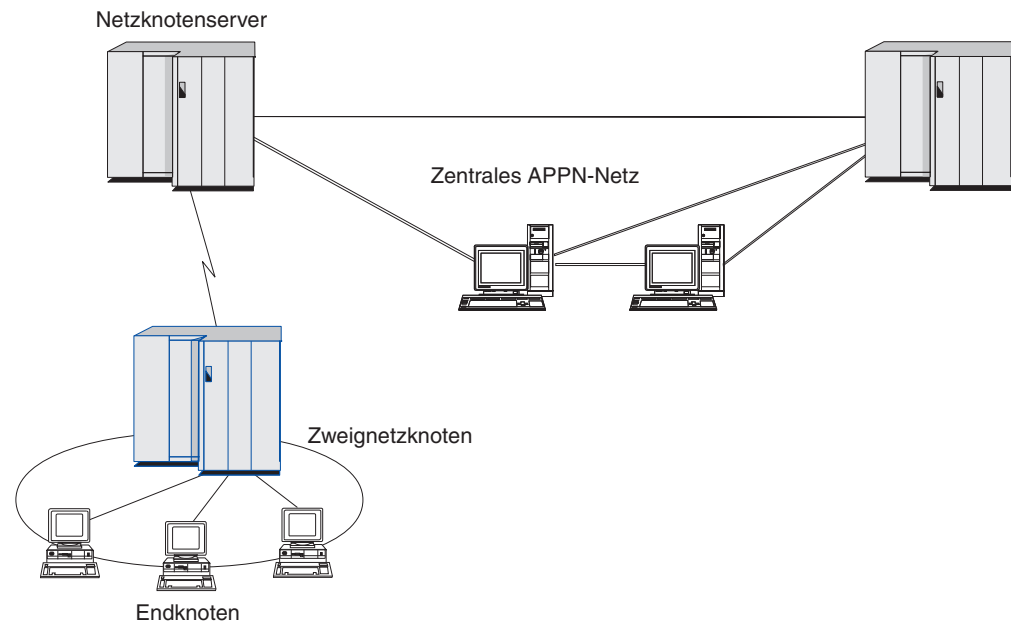 Netzknotenserver
Zentrales APPN-Netz
Zweignetzknoten
Endknoten